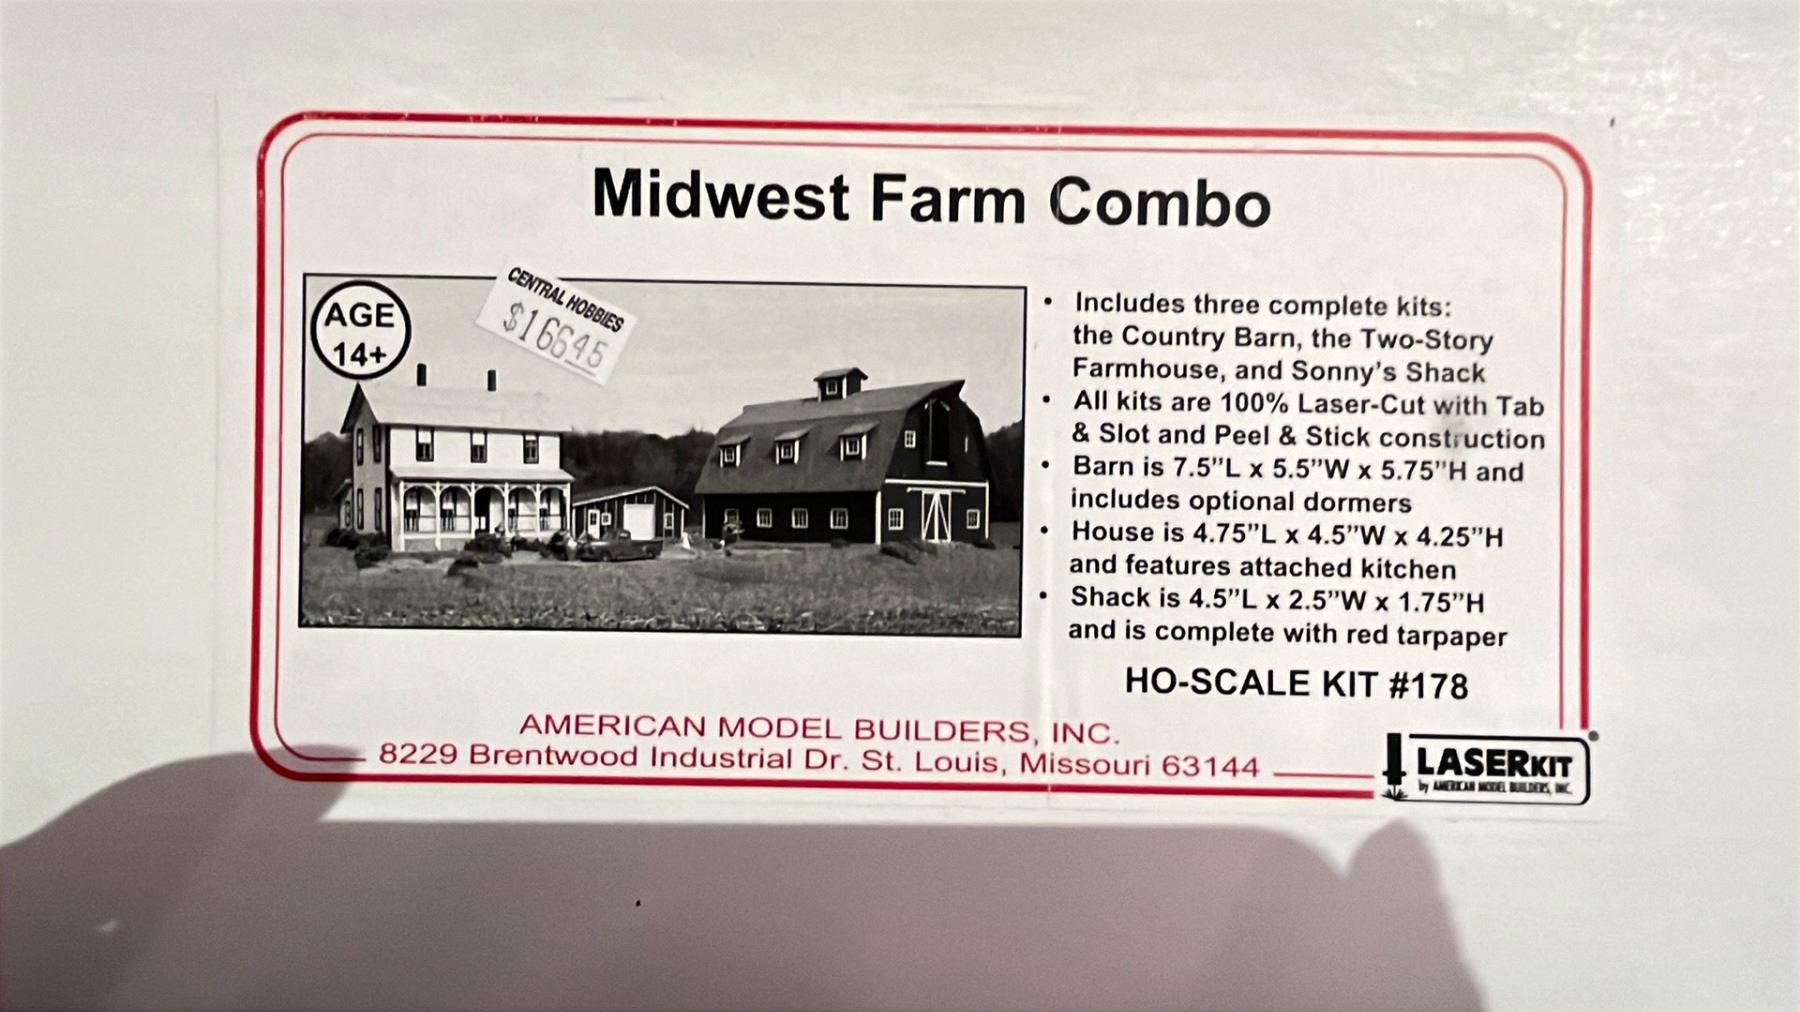 Midwest Farm Combo
AGE
14+
CENTRAL HOBBIES
$166.45
• Includes three complete kits:
the Country Barn, the Two-Story
Farmhouse, and Sonny's Shack
• All kits are 100% Laser-Cut with Tab
& Slot and Peel & Stick construction
• Barn is 7.5"L x 5.5"W x 5.75"H and
includes optional dormers
• House is 4.75"L x 4.5"W x 4.25"H
and features attached kitchen
• Shack is 4.5"L x 2.5"W x 1.75"H
and is complete with red tarpaper
HO-SCALE KIT #178
AMERICAN MODEL BUILDERS, INC.
8229 Brentwood Industrial Dr. St. Louis, Missouri 63144
LASERKIT
by AMERICAN MODEL BUILDERS, INC.